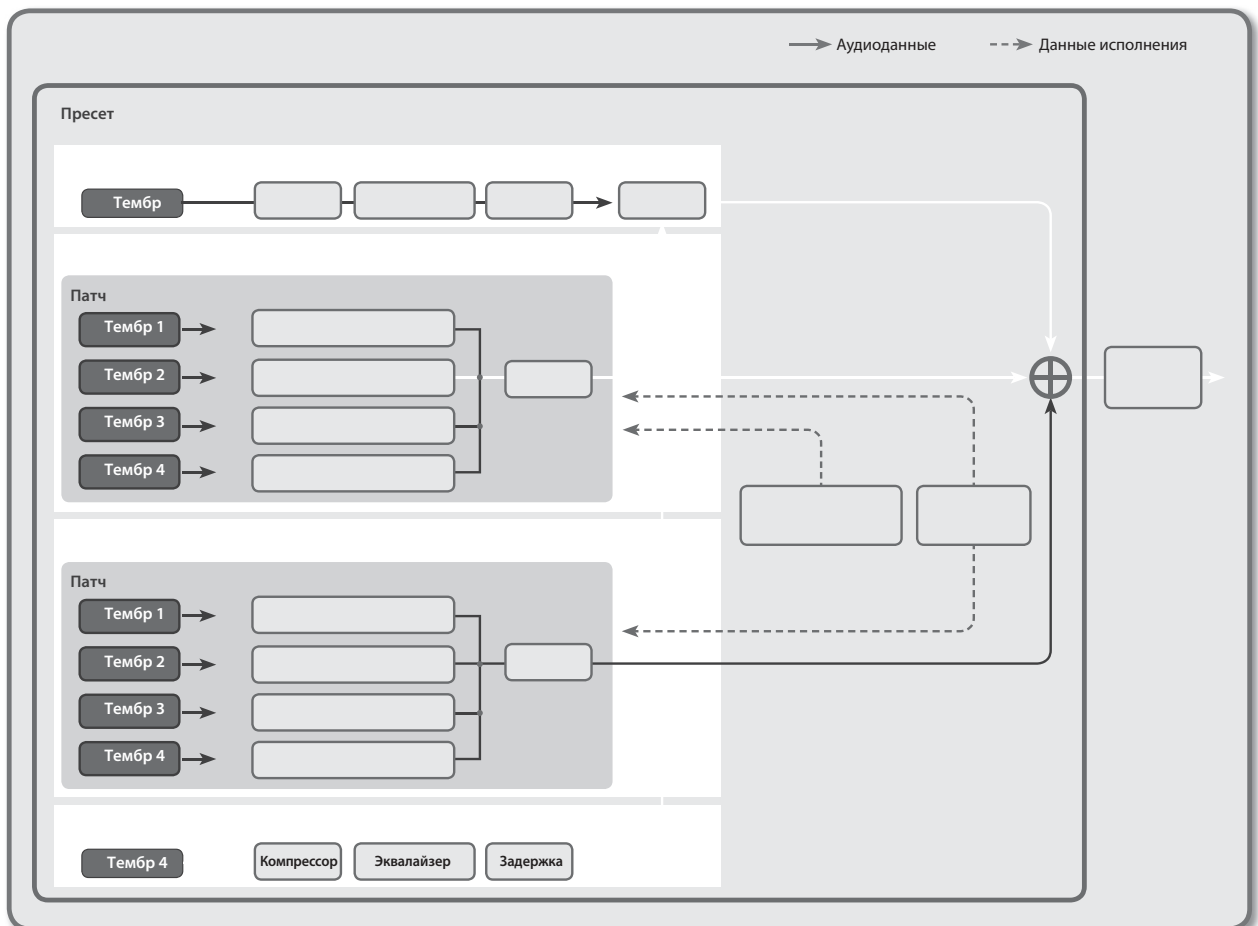 Аудиоданные
Данные исполнения
Пресет
Тембр
Патч
Тембр 1
Тембр 2
Тембр 3
Тембр 4
Патч
Тембр 1
Тембр 2
Тембр 3
Тембр 4
Тембр 4
Компрессор
Эквалайзер
Задержка